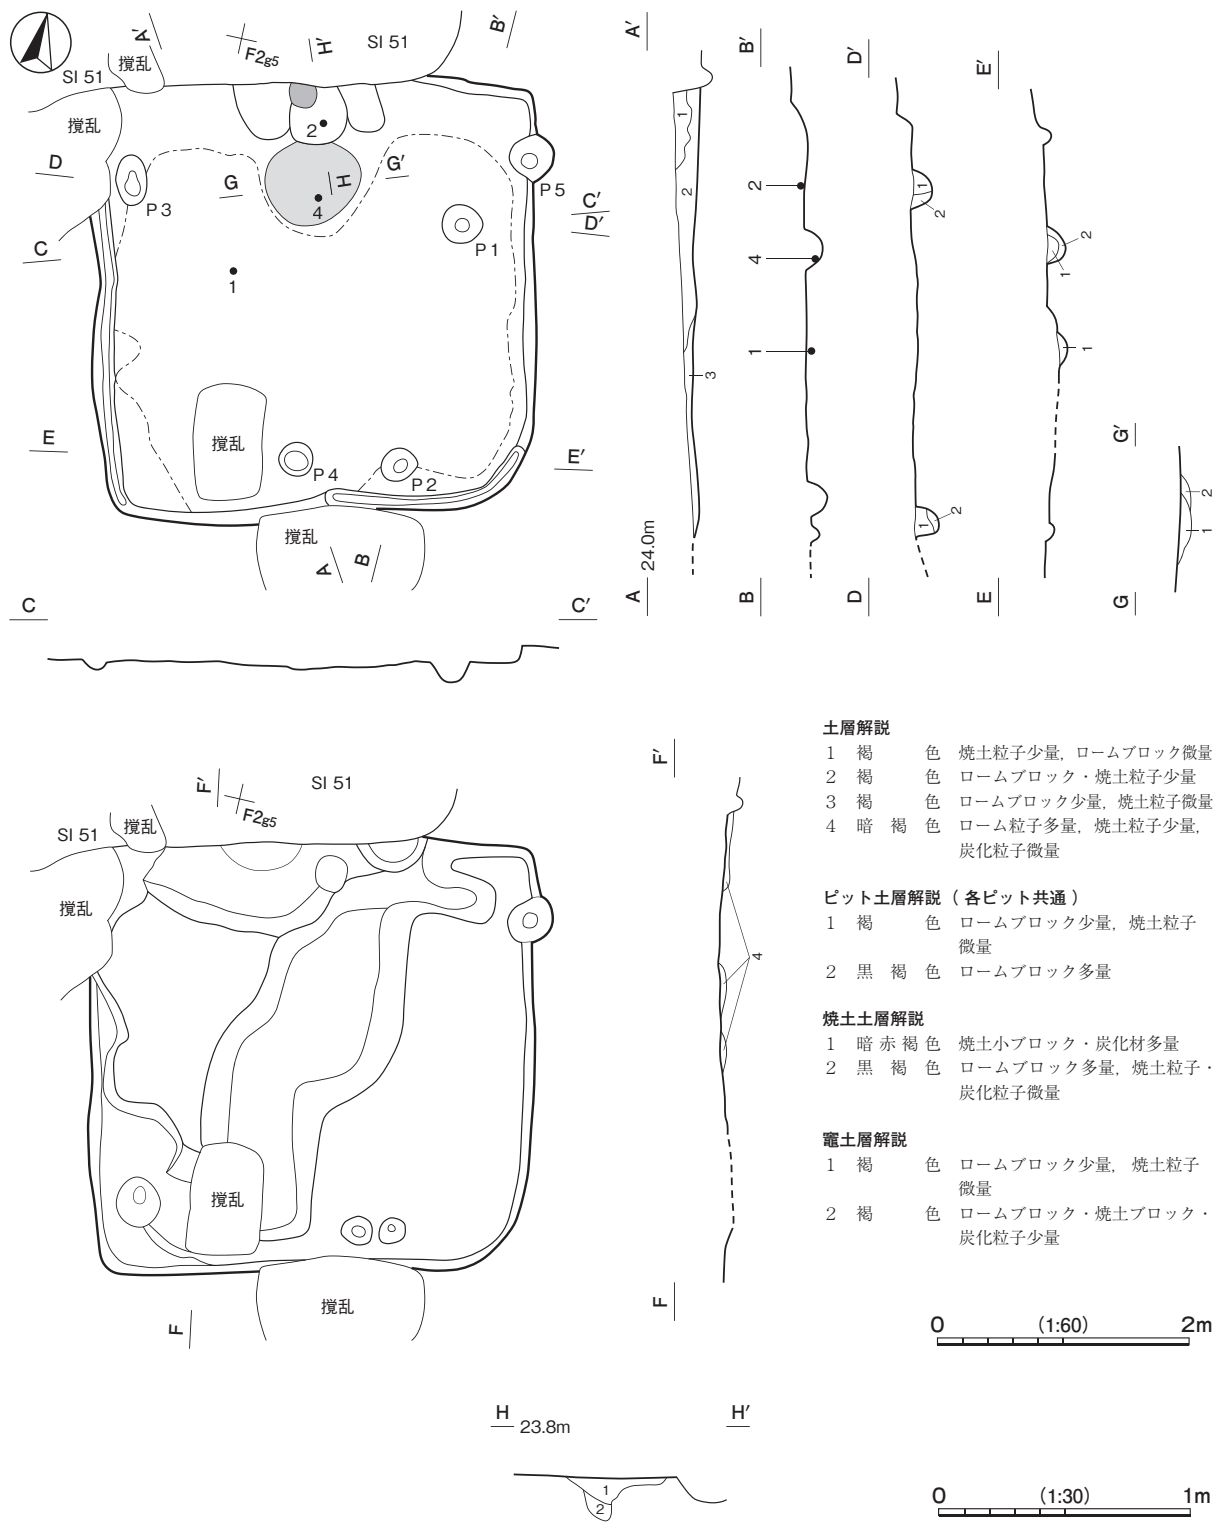 A′
F2g5
H′
SI 51
B′
SI 51
撹乱
撹乱
D
P3
G
2
H
4
G′
P5
C′
D′
P1
C
1
E
撹乱
P4
P2
E′
撹乱
A
B
A′
1
2
3
A
24.0m
B′
2
4
1
B
D′
1
2
1
2
D
E′
2
1
1
E
G′
2
1
G
C
C′
F′
F2g5
SI 51
SI 51
撹乱
撹乱
撹乱
撹乱
F
F′
4
F
土層解説
1 褐色 焼土粒子少量，ロームブロック微量
2 褐色 ロームブロック・焼土粒子少量
3 褐色 ロームブロック少量，焼土粒子微量
4 暗褐色 ローム粒子多量，焼土粒子少量，
炭化粒子微量
ピット土層解説（各ピット共通）
1 褐色 ロームブロック少量，焼土粒子
微量
2 黒褐色 ロームブロック多量
焼土土層解説
1 暗赤褐色 焼土小ブロック・炭化材多量
2 黒褐色 ロームブロック多量，焼土粒子・
炭化粒子微量
竈土層解説
1 褐色 ロームブロック少量，焼土粒子
微量
2 褐色 ロームブロック・焼土ブロック・
炭化粒子少量
0 (1:60) 2m
H 23.8m
H′
1
2
0 (1:30) 1m